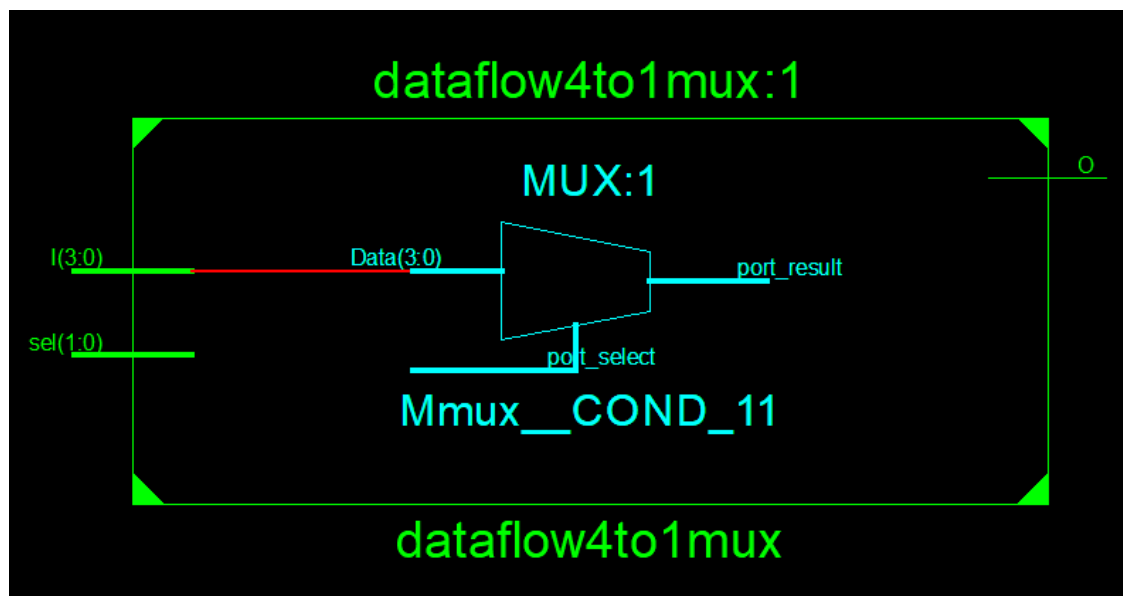 dataflow4to1mux:1
MUX:1
O
I(3:0)
Data(3:0)
port_result
sel(1:0)
port_select
Mmux__COND_11
dataflow4to1mux